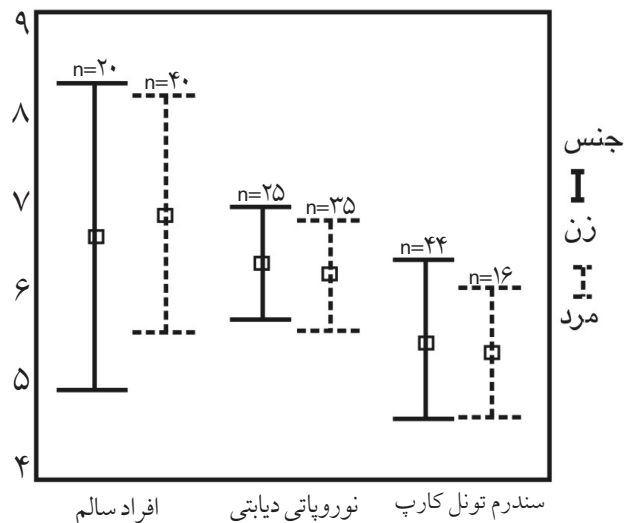 ۹
۸
۷
۶
۵
۴
n=۲۰
n=۴۰
n=۲۵
n=۳۵
n=۴۴
n=۱۶
جنس
زن
مرد
افراد سالم
نوروپاتی دیابتی
سندرم تونل کارپ